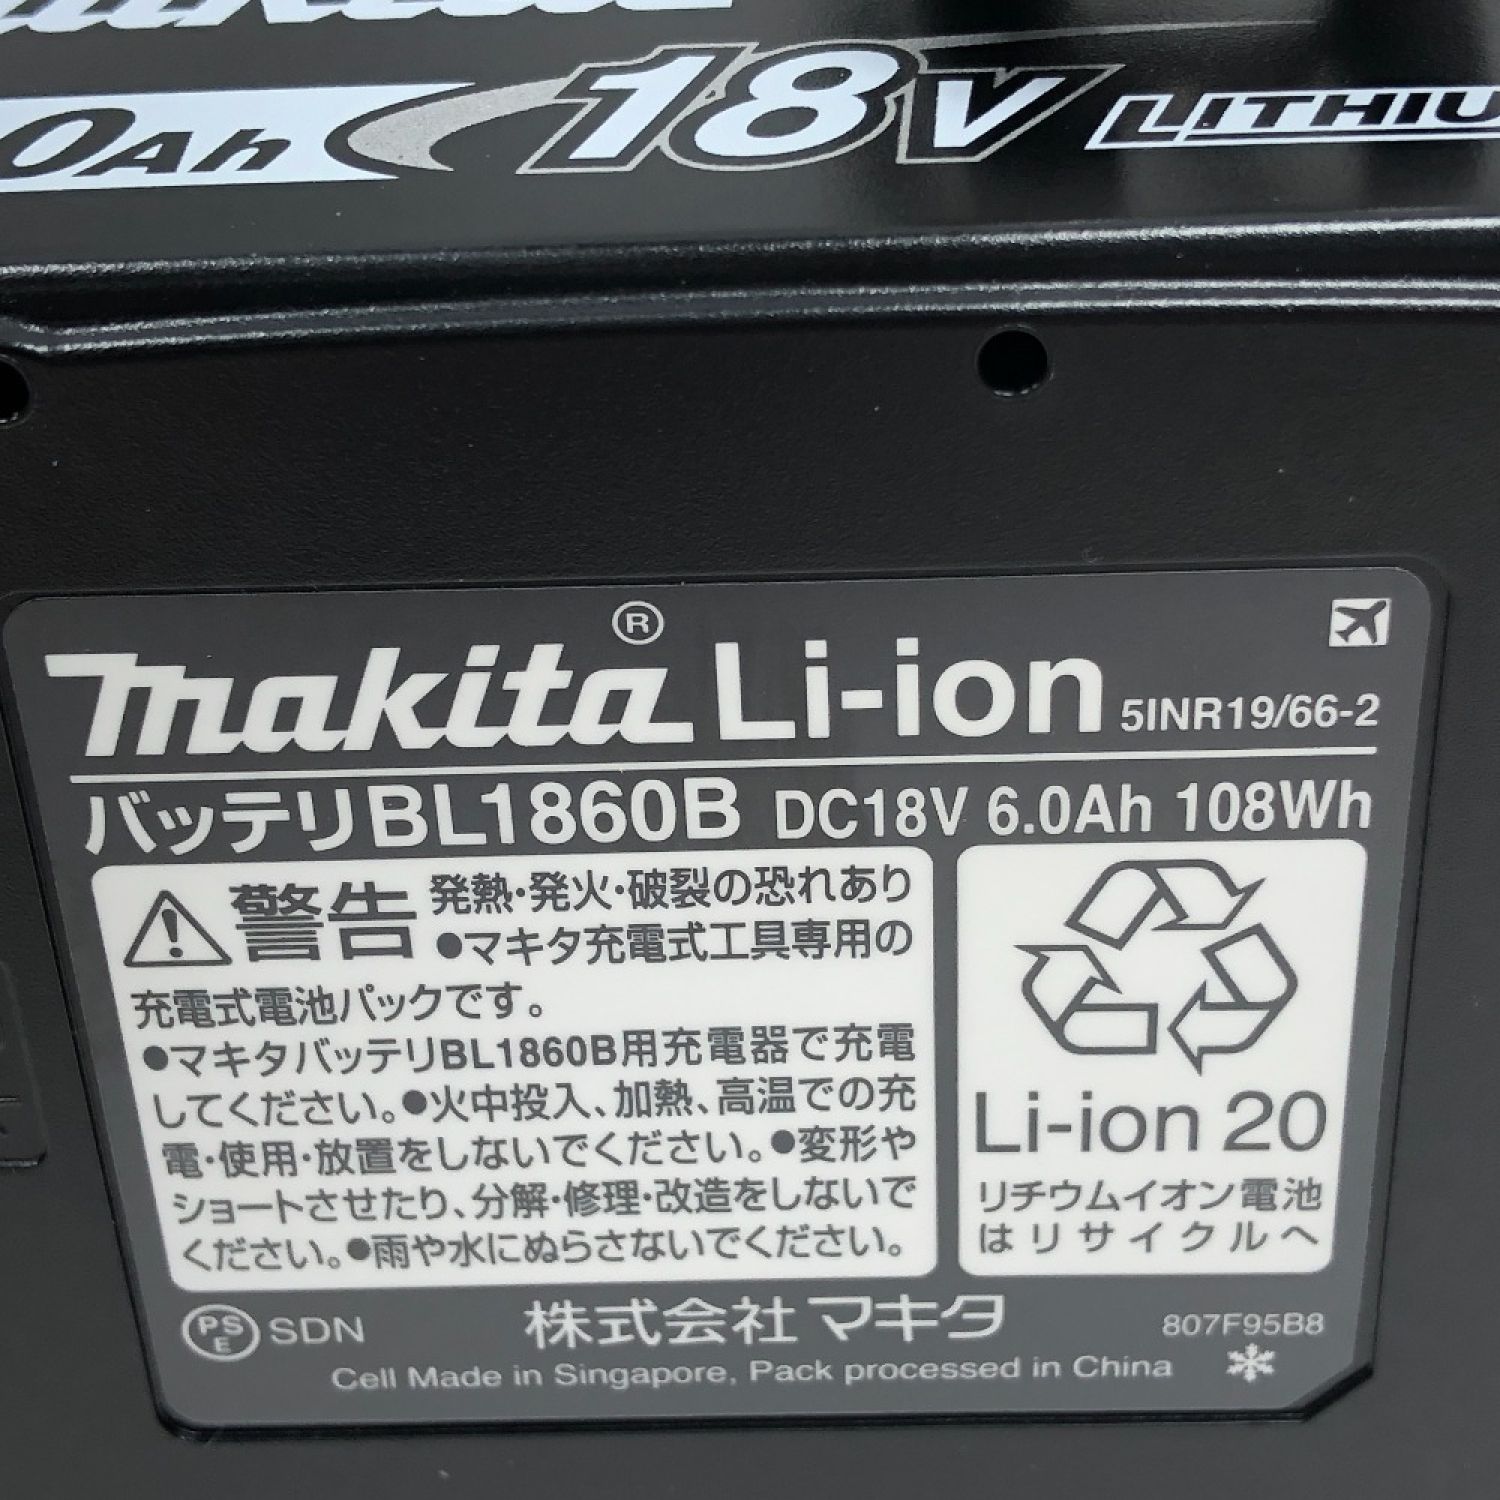 makita
0Ah 18V LITHIU
makita® Li-ion 5INR19/66-2
バッテリBL1860B DC18V 6.0Ah 108Wh
警告 発熱・発火・破裂の恐れあり
●マキタ充電式工具専用の
充電式電池パックです。
●マキタバッテリBL1860B用充電器で充電
してください。●火中投入、加熱、高温での充
電・使用・放置をしないでください。●変形や
ショートさせたり、分解・修理・改造をしないで
ください。●雨や水にぬらさないでください。
Li-ion 20
リチウムイオン電池
はリサイクルへ
PSE SDN 株式会社マキタ 807F95B8
Cell Made in Singapore, Pack processed in China